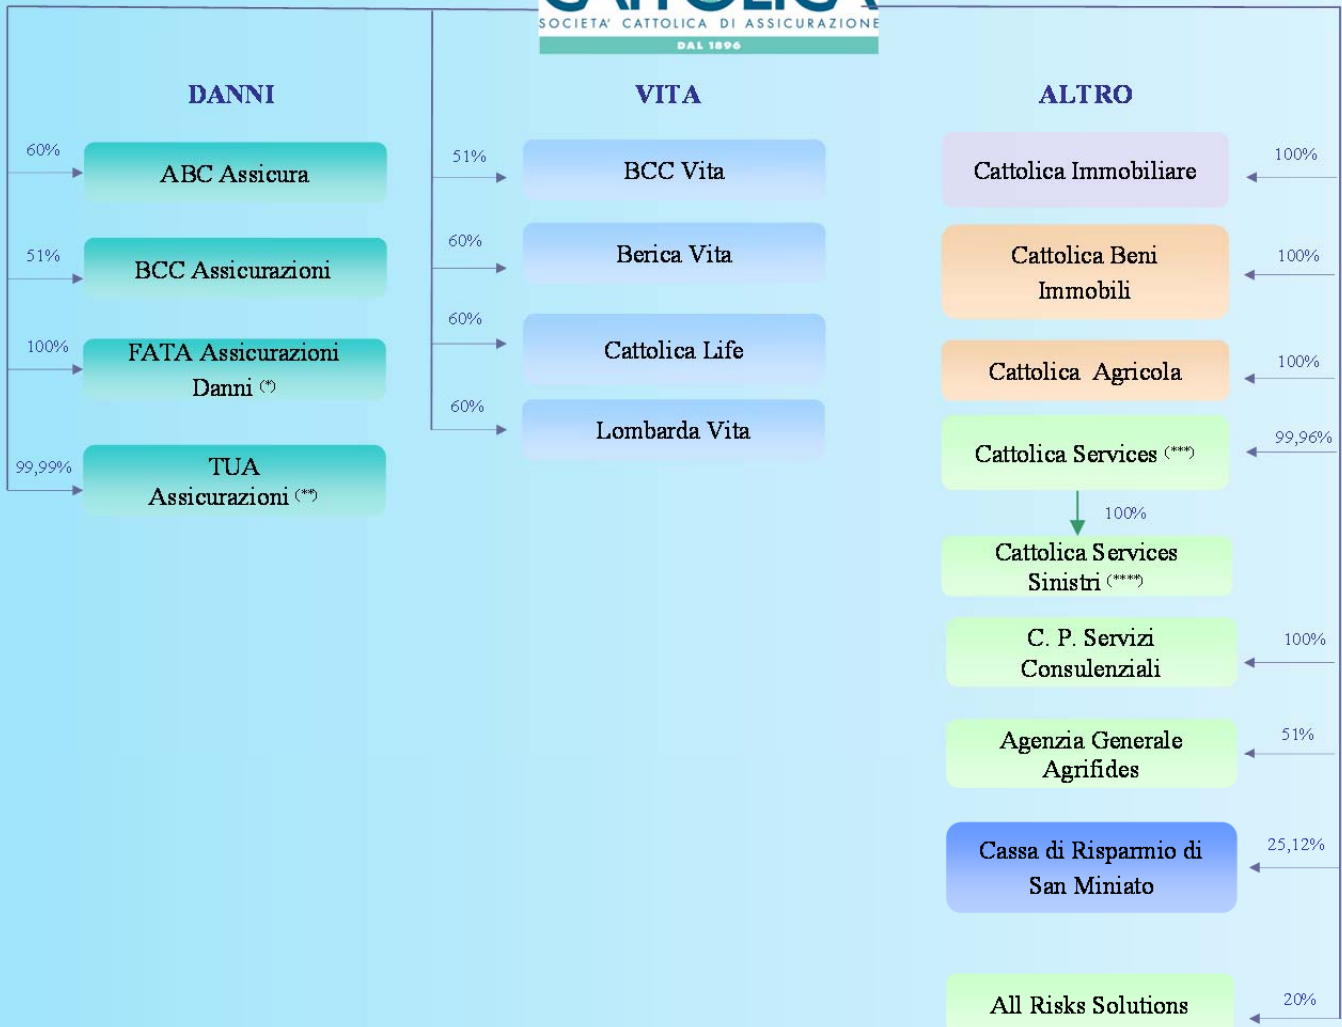 CATTOLICA
SOCIETA' CATTOLICA DI ASSICURAZIONE
DAL 1896
DANNI
60%
ABC Assicura
51%
BCC Assicurazioni
100%
FATA Assicurazioni
Danni (*)
99,99%
TUA
Assicurazioni (**)
VITA
51%
BCC Vita
60%
Berica Vita
60%
Cattolica Life
60%
Lombarda Vita
ALTRO
Cattolica Immobiliare
100%
Cattolica Beni
Immobili
100%
Cattolica Agricola
100%
Cattolica Services (***)
99,96%
100%
Cattolica Services
Sinistri (****)
C. P. Servizi
Consulenziali
100%
Agenzia Generale
Agrifides
51%
Cassa di Risparmio di
San Miniato
25,12%
All Risks Solutions
20%